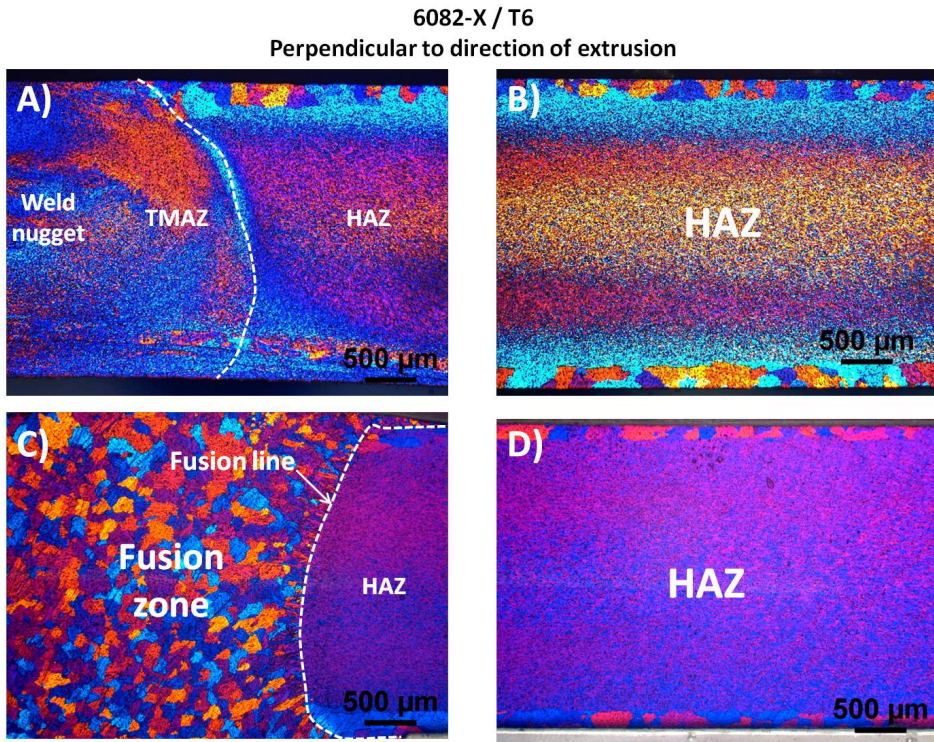 6082-X / T6
Perpendicular to direction of extrusion
A)
Weld
nugget
TMAZ
HAZ
500 µm
B)
HAZ
500 µm
C)
Fusion line
Fusion
zone
HAZ
500 µm
D)
HAZ
500 µm